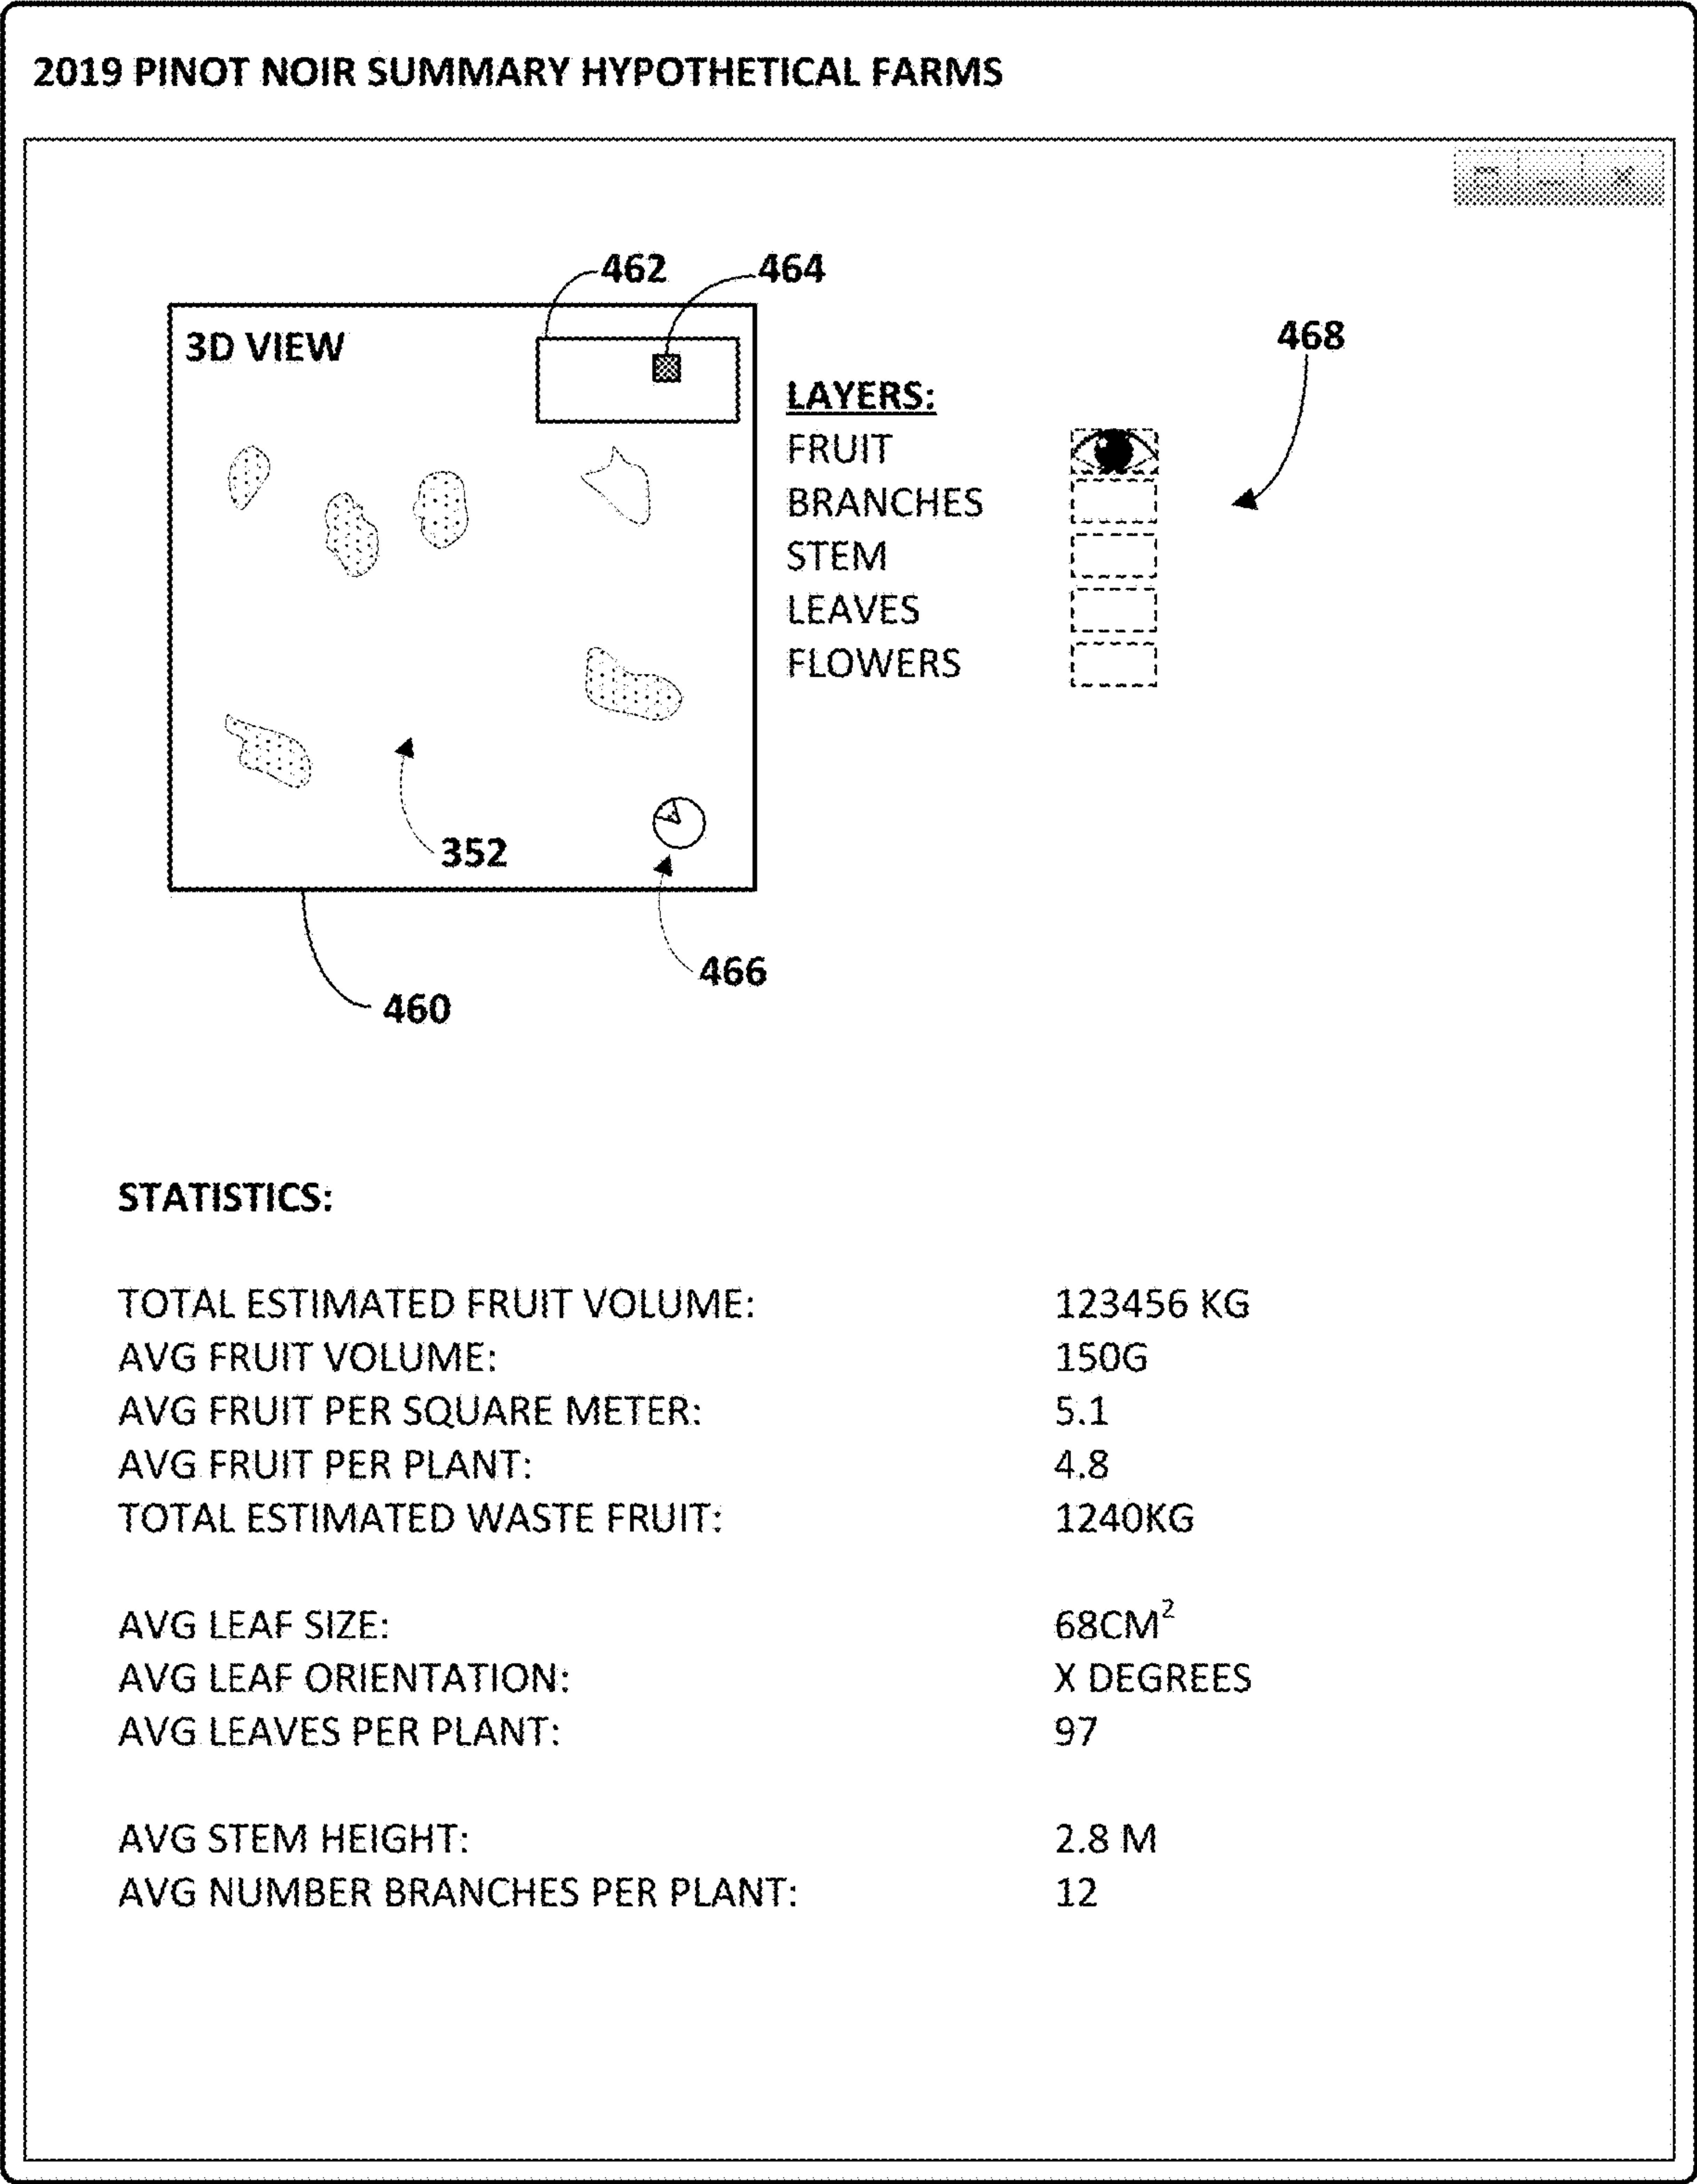 2019 PINOT NOIR SUMMARY HYPOTHETICAL FARMS
462
464
3D VIEW
468
LAYERS:
FRUIT
BRANCHES
STEM
LEAVES
FLOWERS
352
466
460
STATISTICS:
TOTAL ESTIMATED FRUIT VOLUME: 123456 KG
AVG FRUIT VOLUME: 150G
AVG FRUIT PER SQUARE METER: 5.1
AVG FRUIT PER PLANT: 4.8
TOTAL ESTIMATED WASTE FRUIT: 1240KG
AVG LEAF SIZE: 68CM²
AVG LEAF ORIENTATION: X DEGREES
AVG LEAVES PER PLANT: 97
AVG STEM HEIGHT: 2.8 M
AVG NUMBER BRANCHES PER PLANT: 12